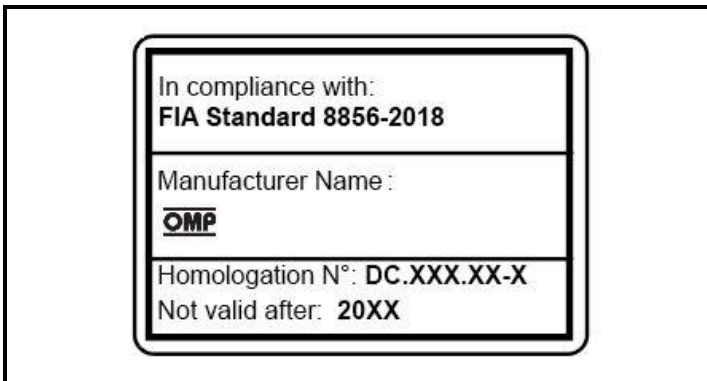 In compliance with:
FIA Standard 8856-2018
Manufacturer Name :
OMP
Homologation N°: DC.XXX.XX-X
Not valid after: 20XX